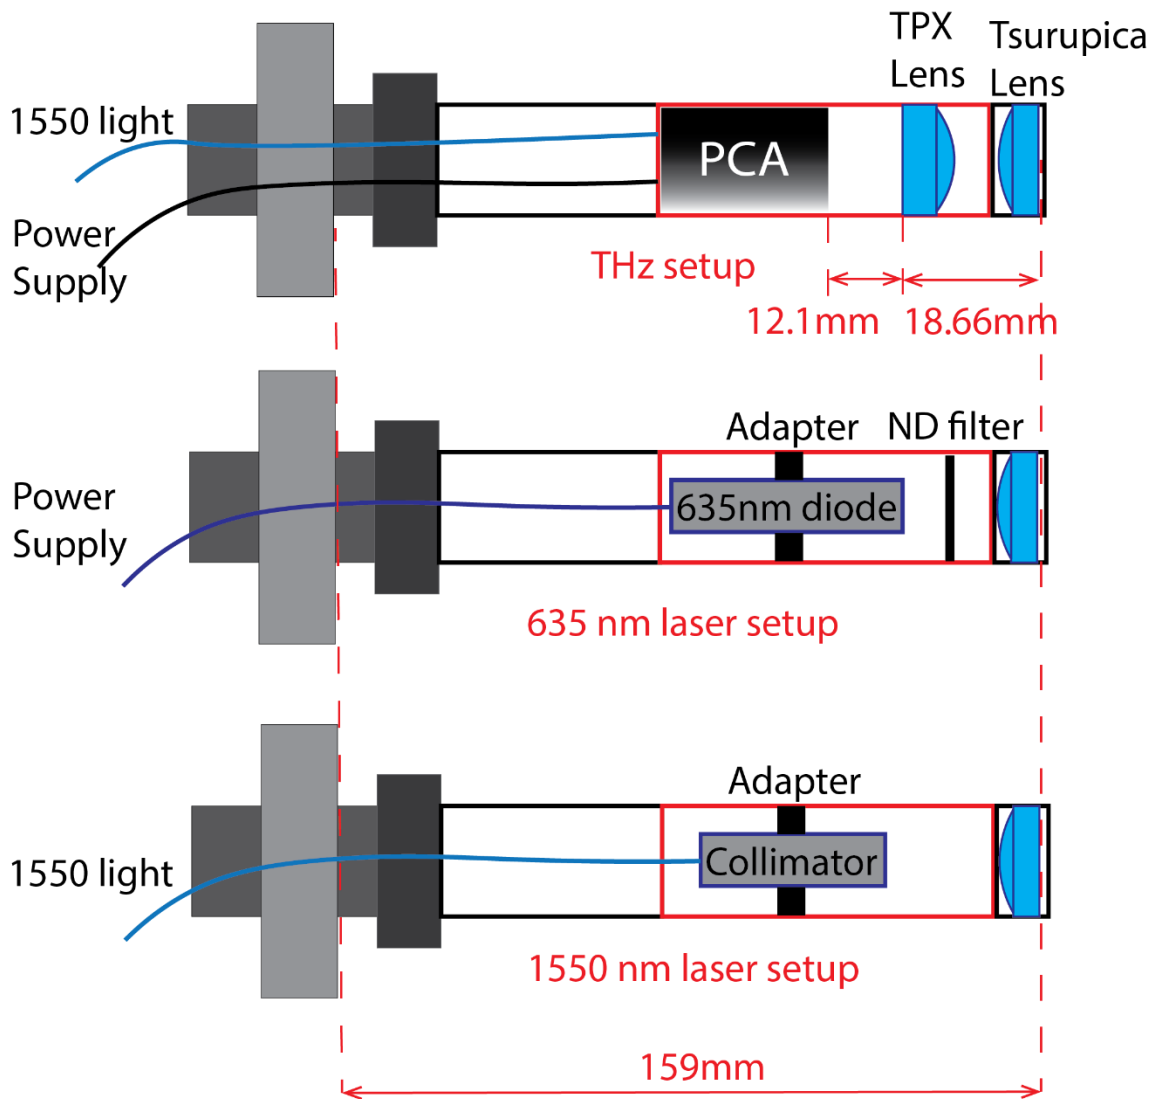 TPX
Lens
Tsurupica
Lens
1550 light
PCA
Power
Supply
THz setup
12.1mm
18.66mm
Adapter
ND filter
Power
Supply
635nm diode
635 nm laser setup
Adapter
1550 light
Collimator
1550 nm laser setup
159mm